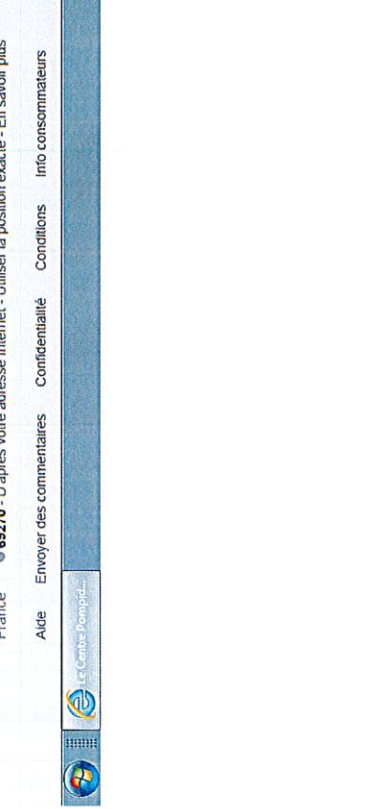 France 69270 - D'après votre adresse Internet - Utiliser la position exacte - En savoir plus
Aide Envoyer des commentaires Confidentialité Conditions Info consommateurs
Le Centre Pompid...